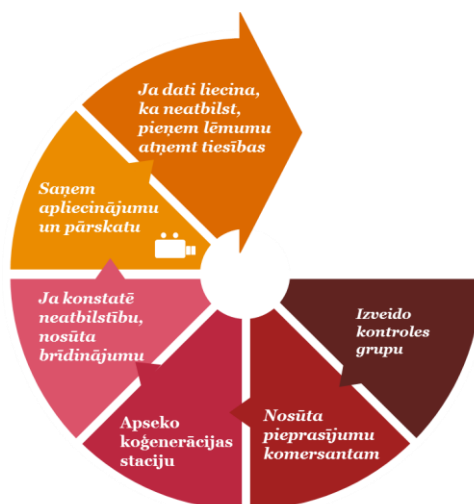 Ja dati liecina,
ka neatbilst,
pieņem lēmumu
atņemt tiesības
Saņem
apliecinājumu
un pārskatu
Ja konstatē
neatbilstību,
nosūta
brīdinājumu
Apseko
koģenerācijas
staciju
Nosūta
pieprasījumu
komersantam
Izveido
kontroles
grupu